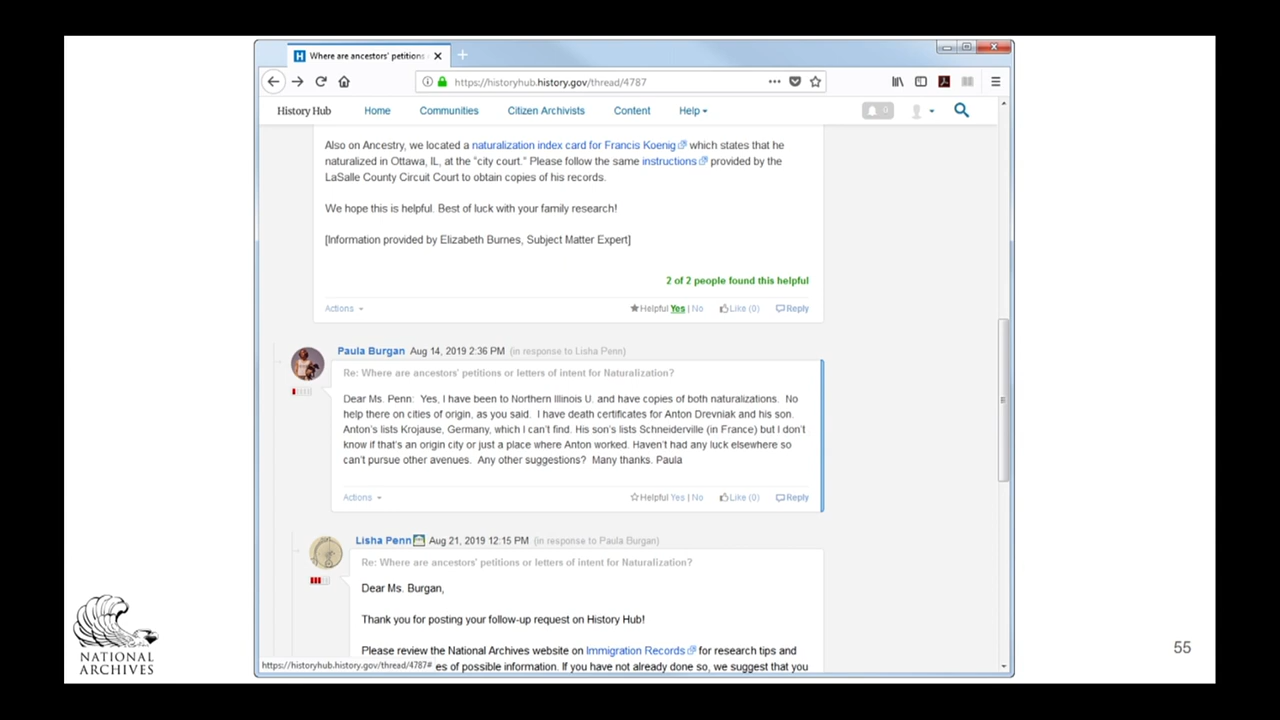 Where are ancestors' petitions
https://historyhub.history.gov/thread/4787
History Hub Home Communities Citizen Archivists Content Help 0
Also on Ancestry, we located a naturalization index card for Francis Koenig which states that he
naturalized in Ottawa, IL, at the "city court." Please follow the same instructions provided by the
LaSalle County Circuit Court to obtain copies of his records.
We hope this is helpful. Best of luck with your family research!
[Information provided by Elizabeth Burnes, Subject Matter Expert]
2 of 2 people found this helpful
Actions Helpful Yes | No Like (0) Reply
Paula Burgan Aug 14, 2019 2:36 PM (in response to Lisha Penn)
Re: Where are ancestors' petitions or letters of intent for Naturalization?
Dear Ms. Penn: Yes, I have been to Northern Illinois U. and have copies of both naturalizations. No
help there on cities of origin, as you said. I have death certificates for Anton Drevniak and his son.
Anton's lists Krojause, Germany, which I can't find. His son's lists Schneiderville (in France) but I don't
know if that's an origin city or just a place where Anton worked. Haven't had any luck elsewhere so
can't pursue other avenues. Any other suggestions? Many thanks. Paula
Actions Helpful Yes | No Like (0) Reply
Lisha Penn Aug 21, 2019 12:15 PM (in response to Paula Burgan)
Re: Where are ancestors' petitions or letters of intent for Naturalization?
Dear Ms. Burgan,
Thank you for posting your follow-up request on History Hub!
Please review the National Archives website on Immigration Records for research tips and
https://historyhub.history.gov/thread/4787# es of possible information. If you have not already done so, we suggest that you
NATIONAL
ARCHIVES
55